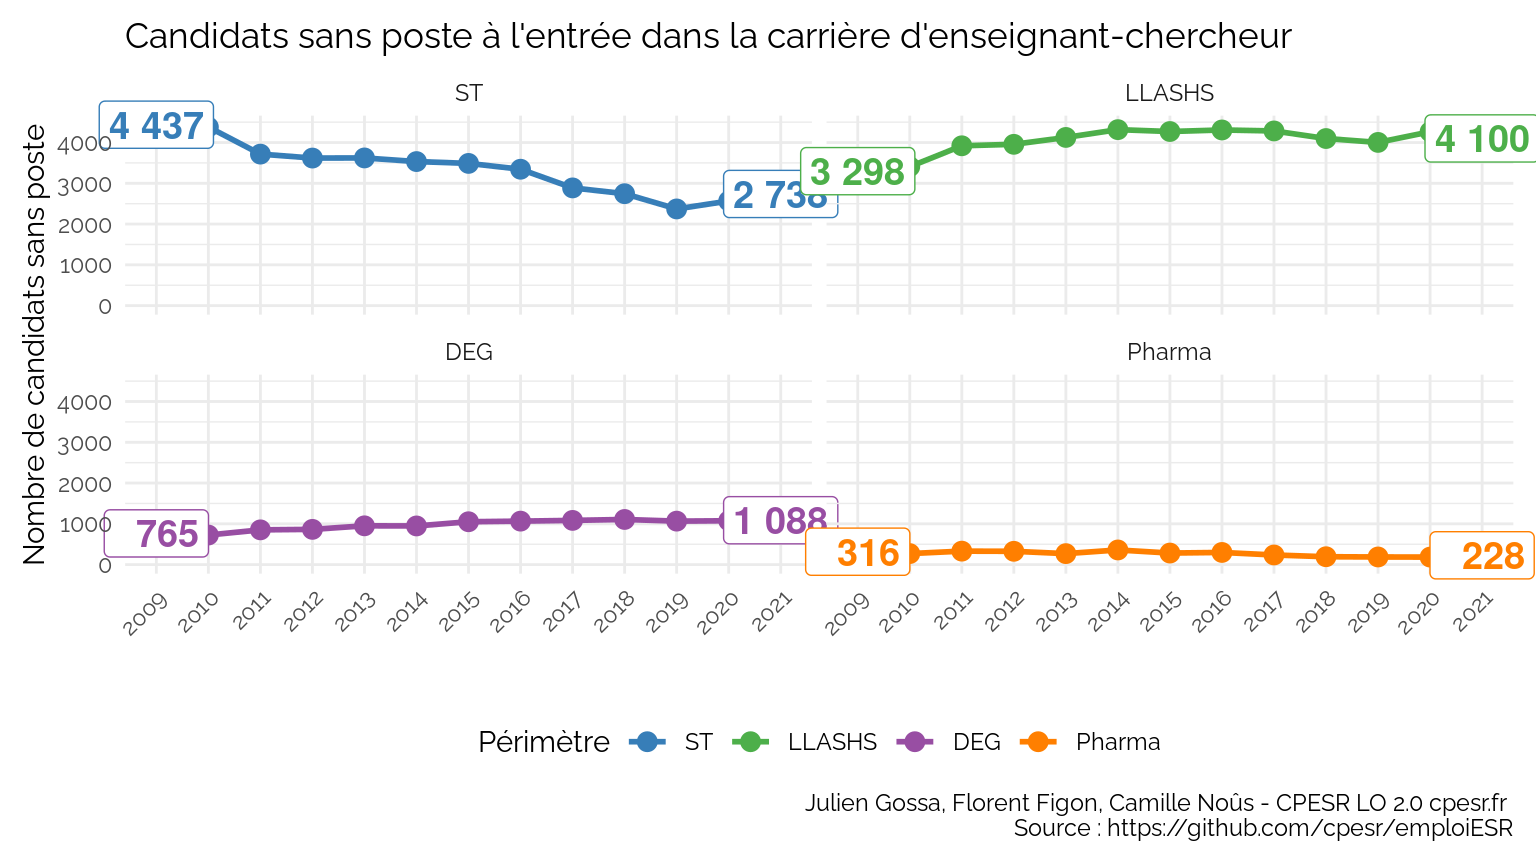 Candidats sans poste à l'entrée dans la carrière d'enseignant-chercheur
ST
LLASHS
Nombre de candidats sans poste
4000
3000
2000
1000
0
4 437
2 738
3 298
4 100
DEG
Pharma
4000
3000
2000
1000
0
765
1 088
316
228
2009 2010 2011 2012 2013 2014 2015 2016 2017 2018 2019 2020 2021
2009 2010 2011 2012 2013 2014 2015 2016 2017 2018 2019 2020 2021
Périmètre ST LLASHS DEG Pharma
Julien Gossa, Florent Figon, Camille Noûs - CPESR LO 2.0 cpesr.fr
Source : https://github.com/cpesr/emploiESR